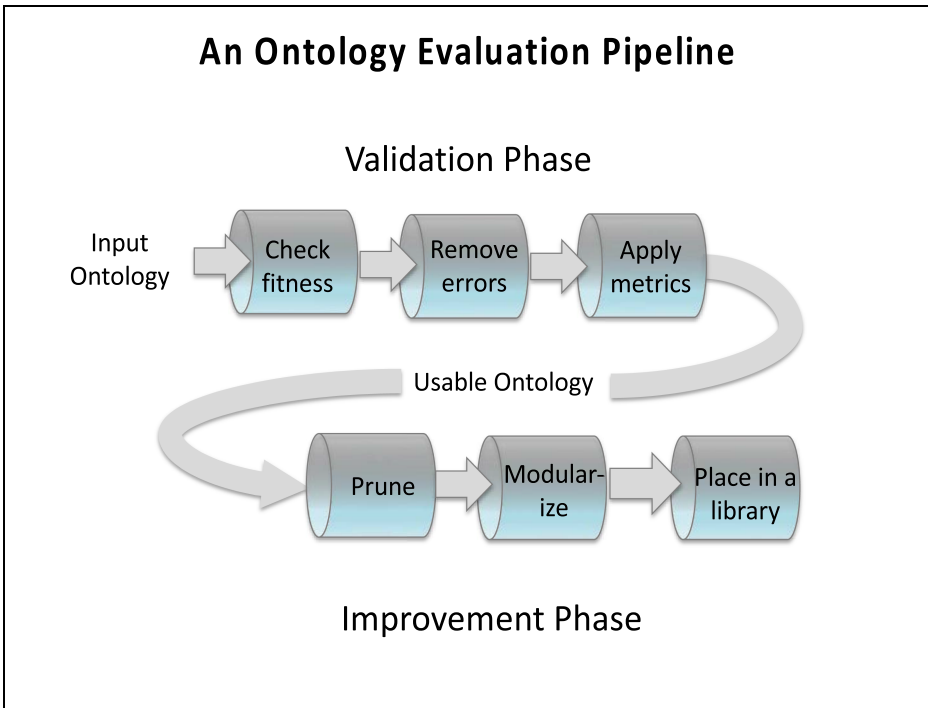 An Ontology Evaluation Pipeline
Validation Phase
Input
Ontology
Check
fitness
Remove
errors
Apply
metrics
Usable Ontology
Prune
Modular-
ize
Place in a
library
Improvement Phase